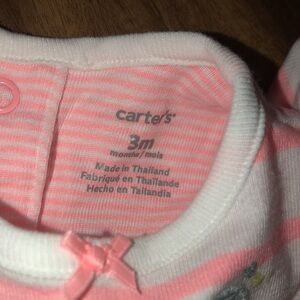 carter's
3m
months/mois
Made in Thailand
Fabriqué en Thaïlande
Hecho en Tailandia